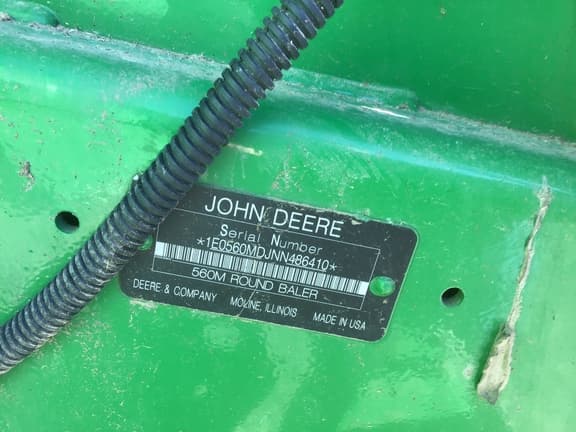 JOHN DEERE
Serial Number
*1E0560MDJNN486410*
560M ROUND BALER
DEERE & COMPANY MOLINE, ILLINOIS MADE IN USA